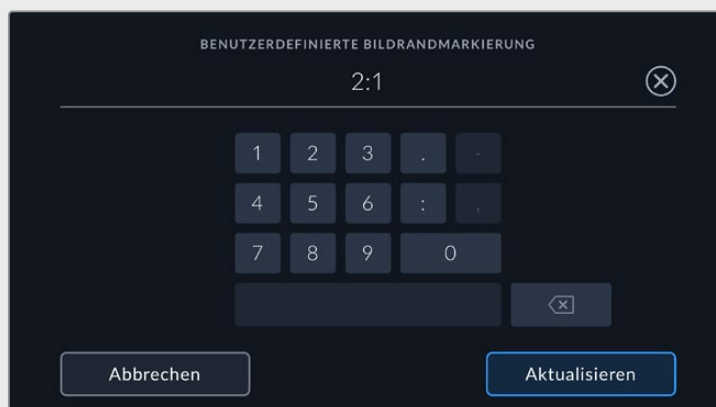 BENUTZERDEFINIERTE BILDRANDMARKIERUNG
2:1
1 2 3 . -
4 5 6 : ,
7 8 9 0
Abbrechen Aktualisieren